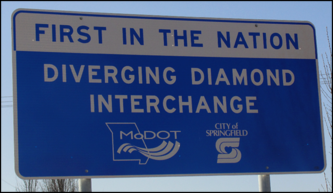 FIRST IN THE NATION
DIVERGING DIAMOND
INTERCHANGE
MoDOT
CITY of
SPRINGFIELD